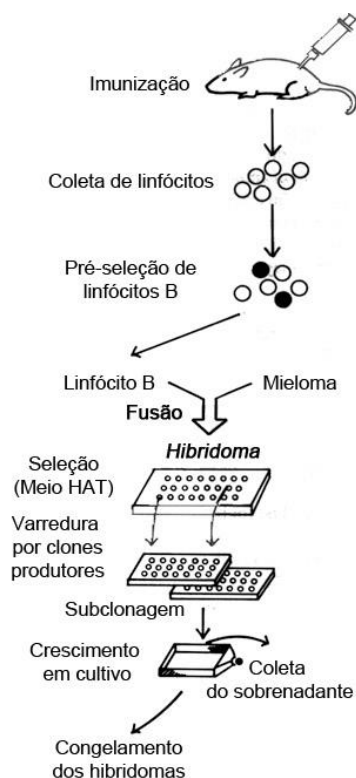 Imunização
Coleta de linfócitos
Pré-seleção de
linfócitos B
Linfócito B
Mieloma
Fusão
Hibridoma
Seleção
(Meio HAT)
Varredura
por clones
produtores
Subclonagem
Crescimento
em cultivo
Coleta
do sobrenadante
Congelamento
dos hibridomas